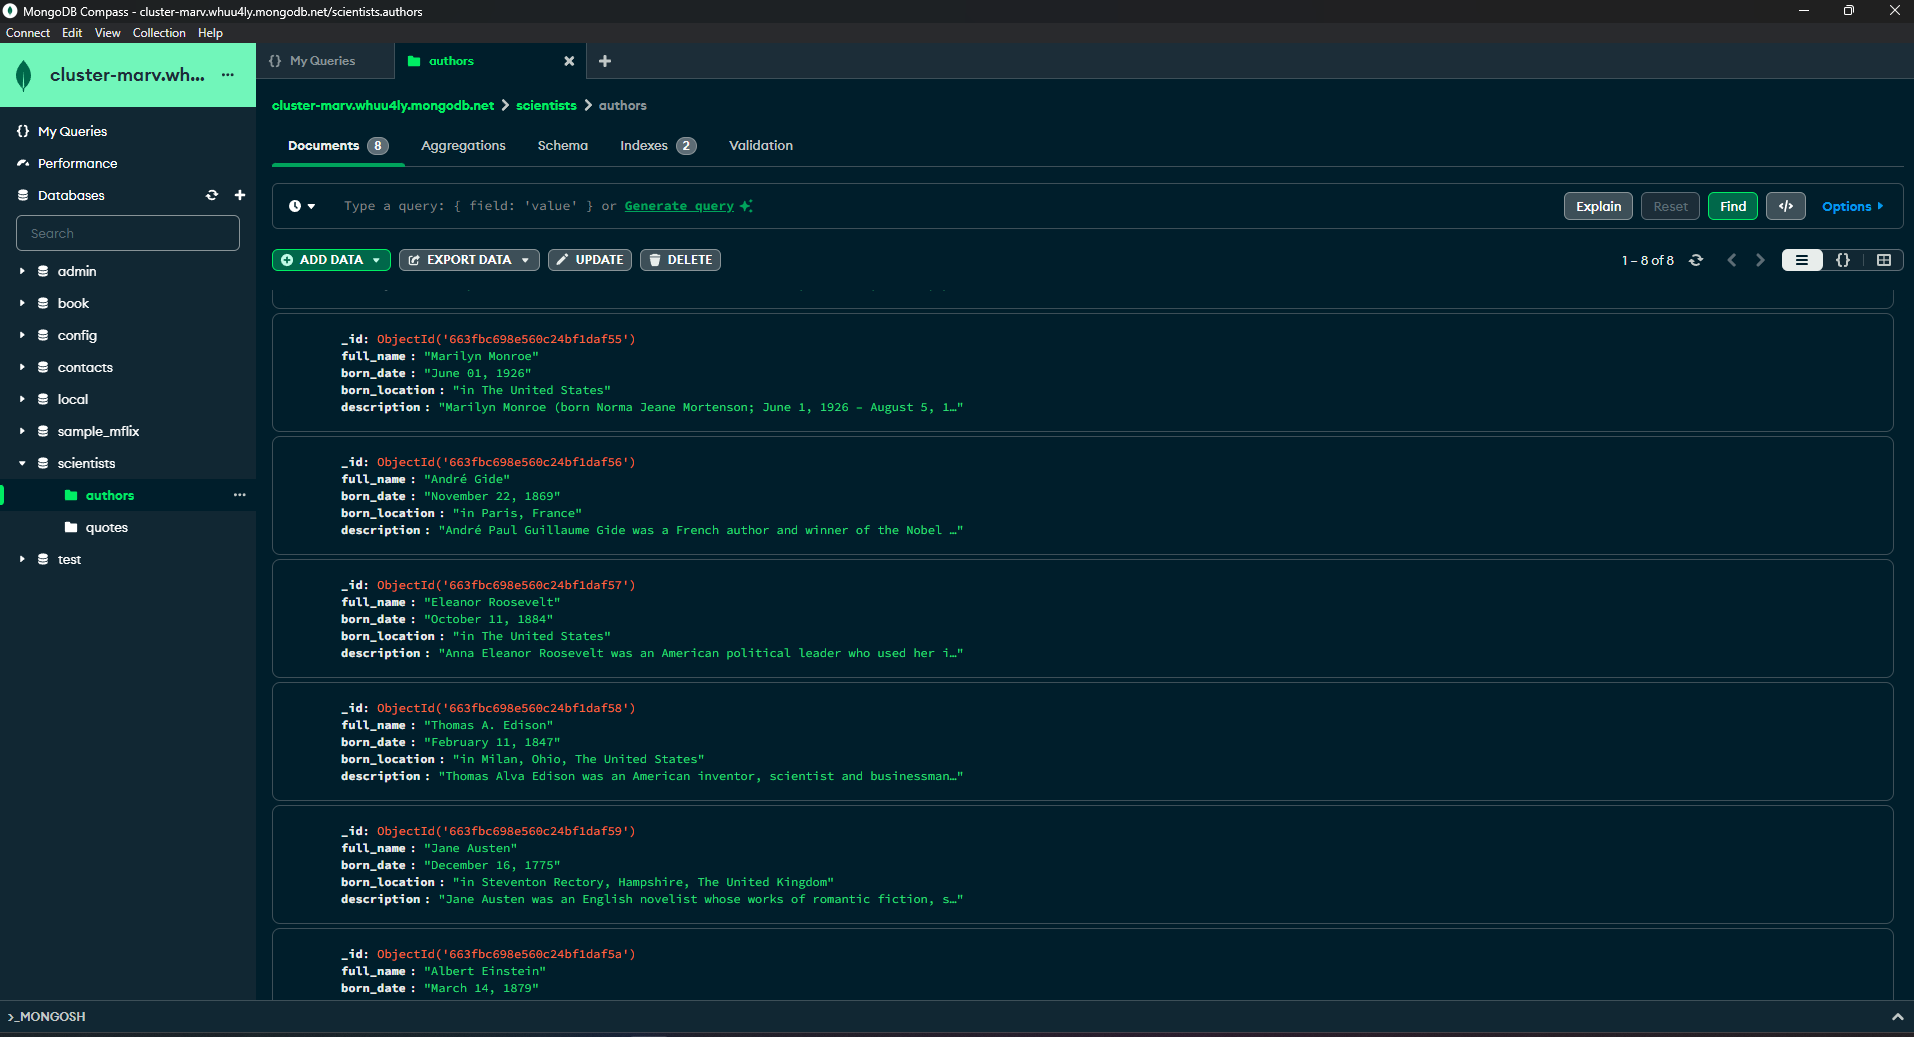 MongoDB Compass - cluster-marv.whuu4ly.mongodb.net/scientists.authors
Connect Edit View Collection Help
cluster-marv.wh... ...
{} My Queries
authors
My Queries
Performance
Databases
Search
admin
book
config
contacts
local
sample_mflix
scientists
authors ...
quotes
test
cluster-marv.whuu4ly.mongodb.net > scientists > authors
Documents 8 Aggregations Schema Indexes 2 Validation
Type a query: { field: 'value' } or Generate query
Explain Reset Find </> Options
ADD DATA EXPORT DATA UPDATE DELETE
1 – 8 of 8 {}
_id: ObjectId('663fbc698e560c24bf1daf55')
full_name : "Marilyn Monroe"
born_date : "June 01, 1926"
born_location : "in The United States"
description : "Marilyn Monroe (born Norma Jeane Mortenson; June 1, 1926 – August 5, 1…"
_id: ObjectId('663fbc698e560c24bf1daf56')
full_name : "André Gide"
born_date : "November 22, 1869"
born_location : "in Paris, France"
description : "André Paul Guillaume Gide was a French author and winner of the Nobel …"
_id: ObjectId('663fbc698e560c24bf1daf57')
full_name : "Eleanor Roosevelt"
born_date : "October 11, 1884"
born_location : "in The United States"
description : "Anna Eleanor Roosevelt was an American political leader who used her i…"
_id: ObjectId('663fbc698e560c24bf1daf58')
full_name : "Thomas A. Edison"
born_date : "February 11, 1847"
born_location : "in Milan, Ohio, The United States"
description : "Thomas Alva Edison was an American inventor, scientist and businessman…"
_id: ObjectId('663fbc698e560c24bf1daf59')
full_name : "Jane Austen"
born_date : "December 16, 1775"
born_location : "in Steventon Rectory, Hampshire, The United Kingdom"
description : "Jane Austen was an English novelist whose works of romantic fiction, s…"
_id: ObjectId('663fbc698e560c24bf1daf5a')
full_name : "Albert Einstein"
born_date : "March 14, 1879"
>_MONGOSH